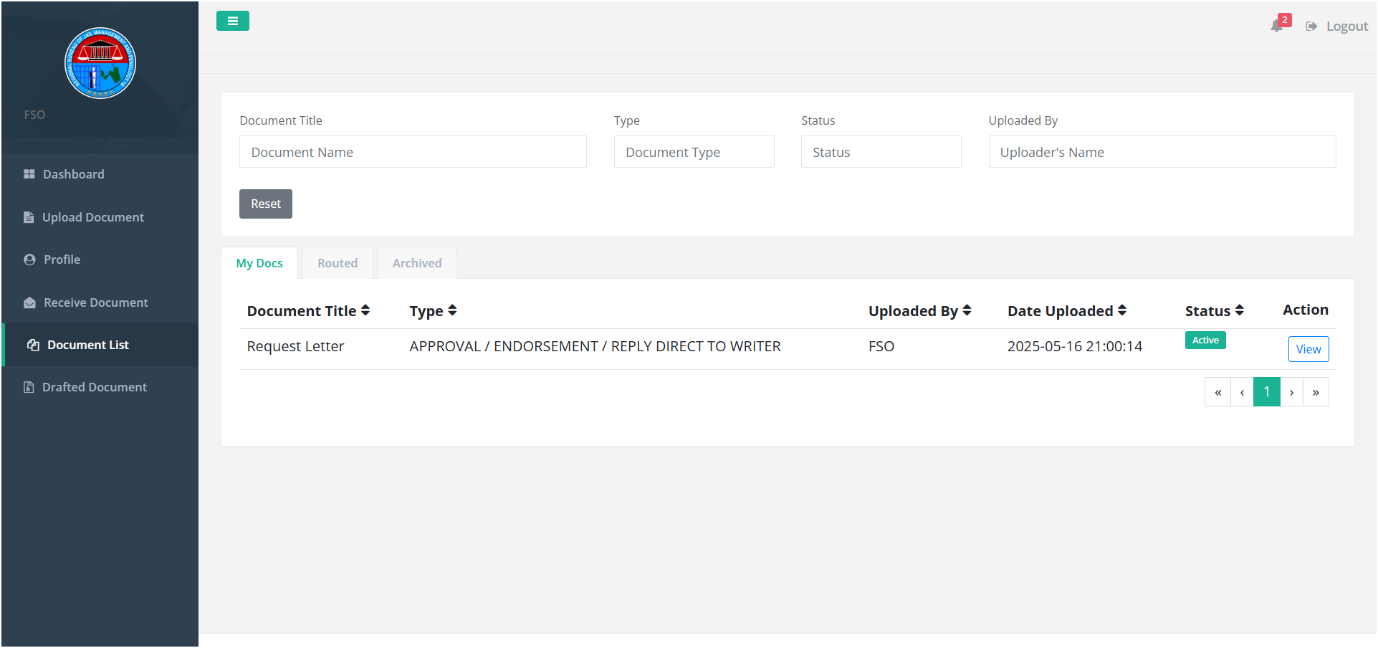 2
Logout
FSO
Dashboard
Upload Document
Profile
Receive Document
Document List
Drafted Document
Document Title Type Status Uploaded By
Document Name Document Type Status Uploader's Name
Reset
My Docs Routed Archived
Document Title Type Uploaded By Date Uploaded Status Action
Request Letter APPROVAL / ENDORSEMENT / REPLY DIRECT TO WRITER FSO 2025-05-16 21:00:14 Active View
« ‹ 1 › »